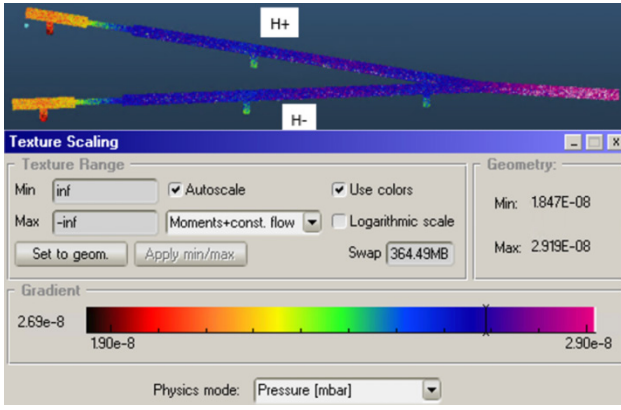 H+
H-
Texture Scaling
Texture Range
Geometry:
Min inf Autoscale Use colors
Min: 1.847E-08
Max -inf Moments+const. flow Logarithmic scale
Max: 2.919E-08
Set to geom. Apply min/max Swap 364.49MB
Gradient
2.69e-8
1.90e-8 2.90e-8
Physics mode: Pressure [mbar]